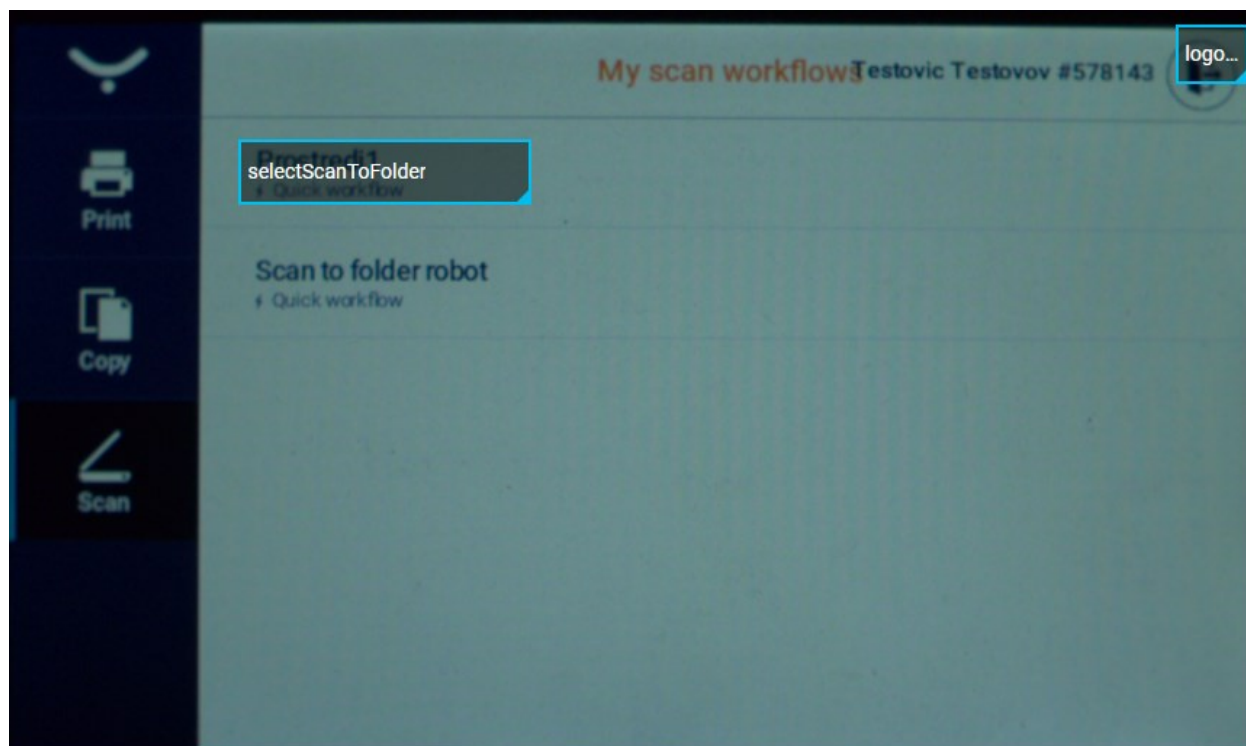 My scan workflows
Testovic Testovov #578143
logo...
Prostredi1
selectScanToFolder
Quick workflow
Print
Scan to folder robot
Quick workflow
Copy
Scan